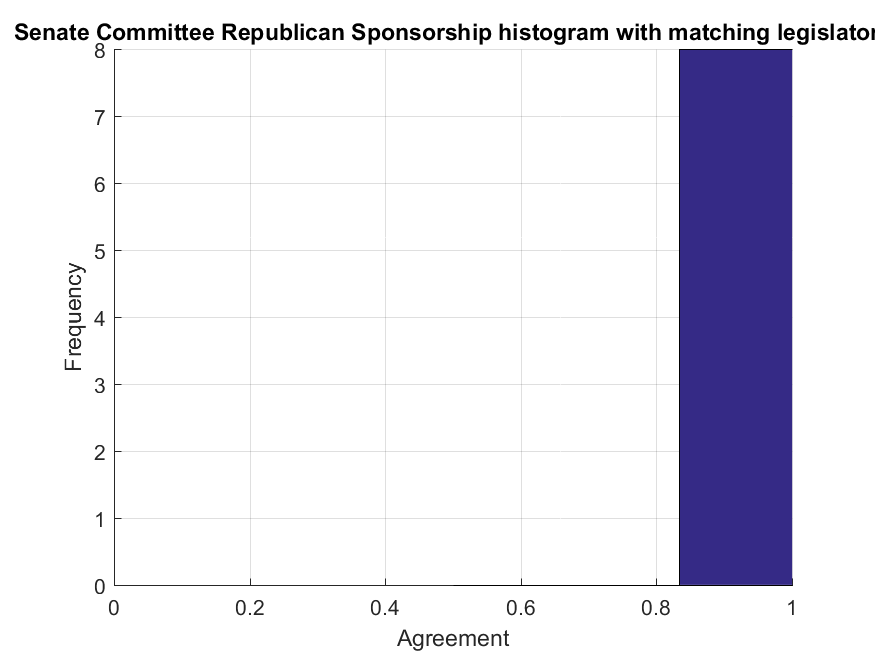 Senate Committee Republican Sponsorship histogram with matching legislator
8
7
6
5
4
3
2
1
0
Frequency
0 0.2 0.4 0.6 0.8 1
Agreement